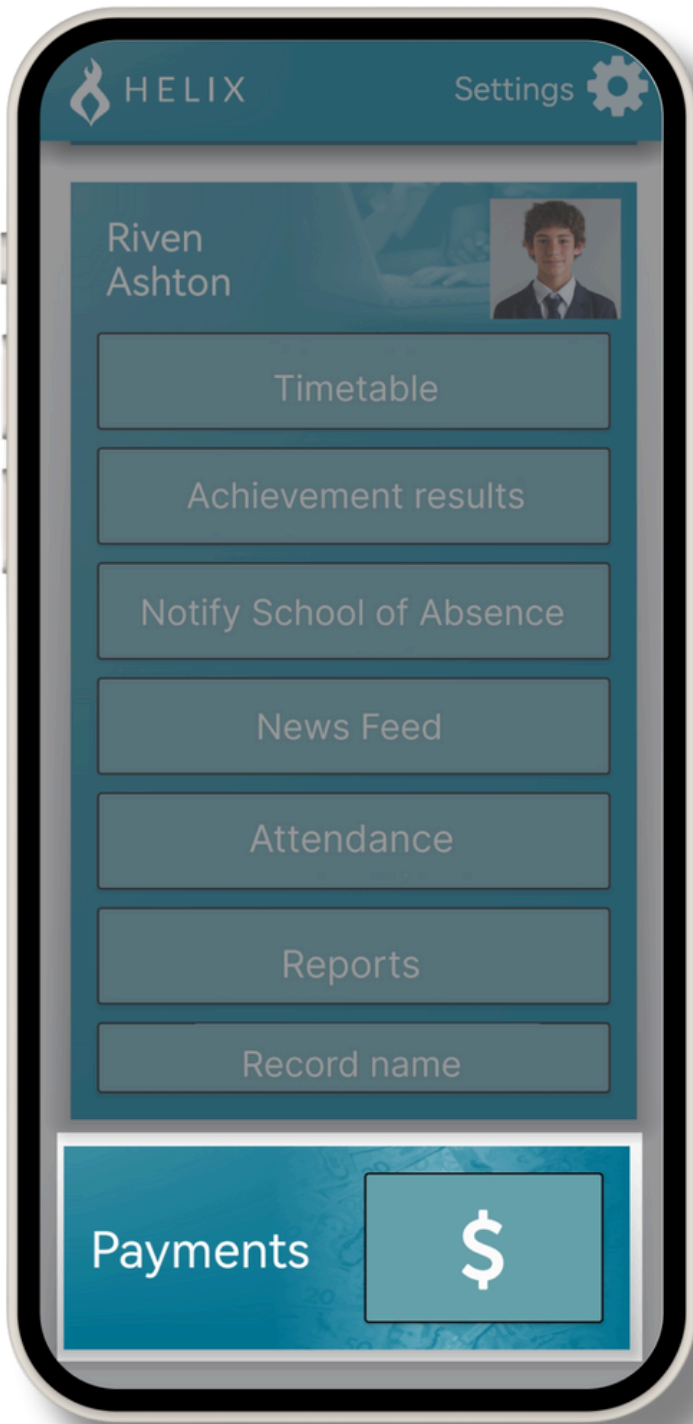 HELIX
Settings
Riven
Ashton
Timetable
Achievement results
Notify School of Absence
News Feed
Attendance
Reports
Record name
Payments
$